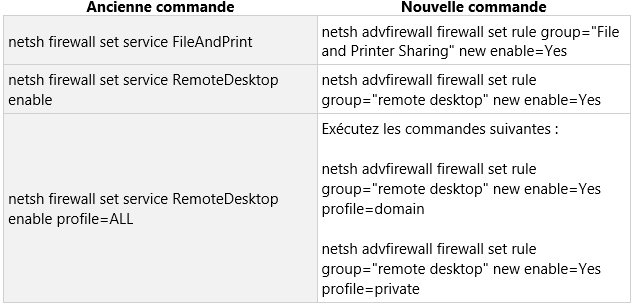 Ancienne commande
Nouvelle commande
netsh firewall set service FileAndPrint
netsh advfirewall firewall set rule group="File
and Printer Sharing" new enable=Yes
netsh firewall set service RemoteDesktop
enable
netsh advfirewall firewall set rule
group="remote desktop" new enable=Yes
netsh firewall set service RemoteDesktop
enable profile=ALL
Exécutez les commandes suivantes :
netsh advfirewall firewall set rule
group="remote desktop" new enable=Yes
profile=domain
netsh advfirewall firewall set rule
group="remote desktop" new enable=Yes
profile=private